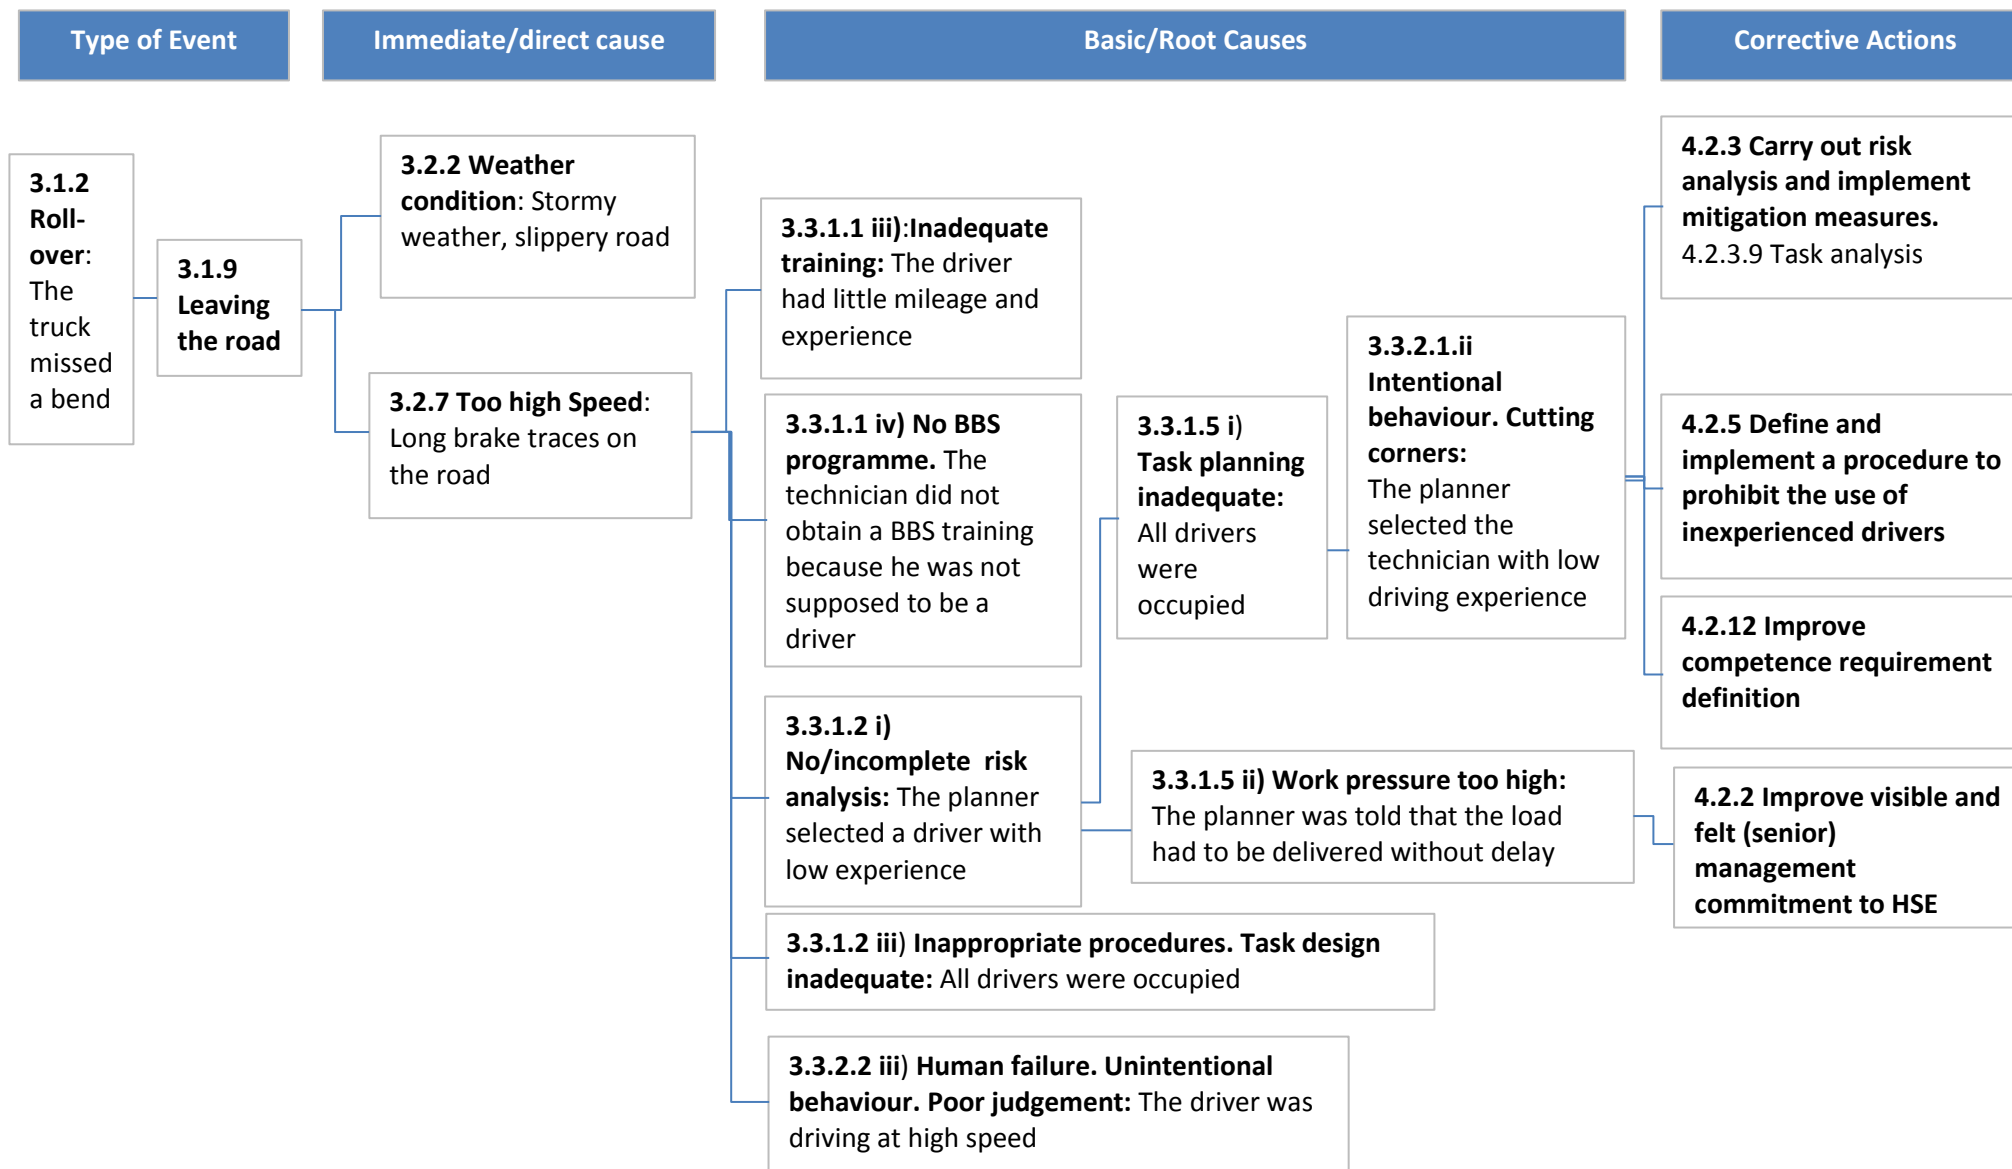 Type of Event
Immediate/direct cause
Basic/Root Causes
Corrective Actions
3.1.2
Roll-
over:
The
truck
missed
a bend
3.1.9
Leaving
the road
3.2.2 Weather
condition: Stormy
weather, slippery road
3.2.7 Too high Speed:
Long brake traces on
the road
3.3.1.1 iii):Inadequate
training: The driver
had little mileage and
experience
3.3.1.1 iv) No BBS
programme. The
technician did not
obtain a BBS training
because he was not
supposed to be a
driver
3.3.1.2 i)
No/incomplete risk
analysis: The planner
selected a driver with
low experience
3.3.1.2 iii) Inappropriate procedures. Task design
inadequate: All drivers were occupied
3.3.2.2 iii) Human failure. Unintentional
behaviour. Poor judgement: The driver was
driving at high speed
3.3.1.5 i)
Task planning
inadequate:
All drivers
were
occupied
3.3.1.5 ii) Work pressure too high:
The planner was told that the load
had to be delivered without delay
3.3.2.1.ii
Intentional
behaviour. Cutting
corners:
The planner
selected the
technician with low
driving experience
4.2.3 Carry out risk
analysis and implement
mitigation measures.
4.2.3.9 Task analysis
4.2.5 Define and
implement a procedure to
prohibit the use of
inexperienced drivers
4.2.12 Improve
competence requirement
definition
4.2.2 Improve visible and
felt (senior)
management
commitment to HSE